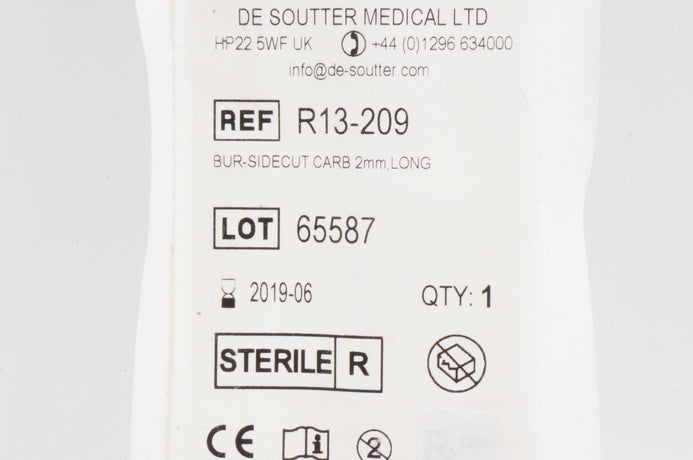 DE SOUTTER MEDICAL LTD
HP22 5WF UK +44 (0)1296 634000
info@de-soutter.com
REF R13-209
BUR-SIDECUT CARB 2mm,LONG
LOT 65587
2019-06 QTY: 1
STERILE R
CE i 2